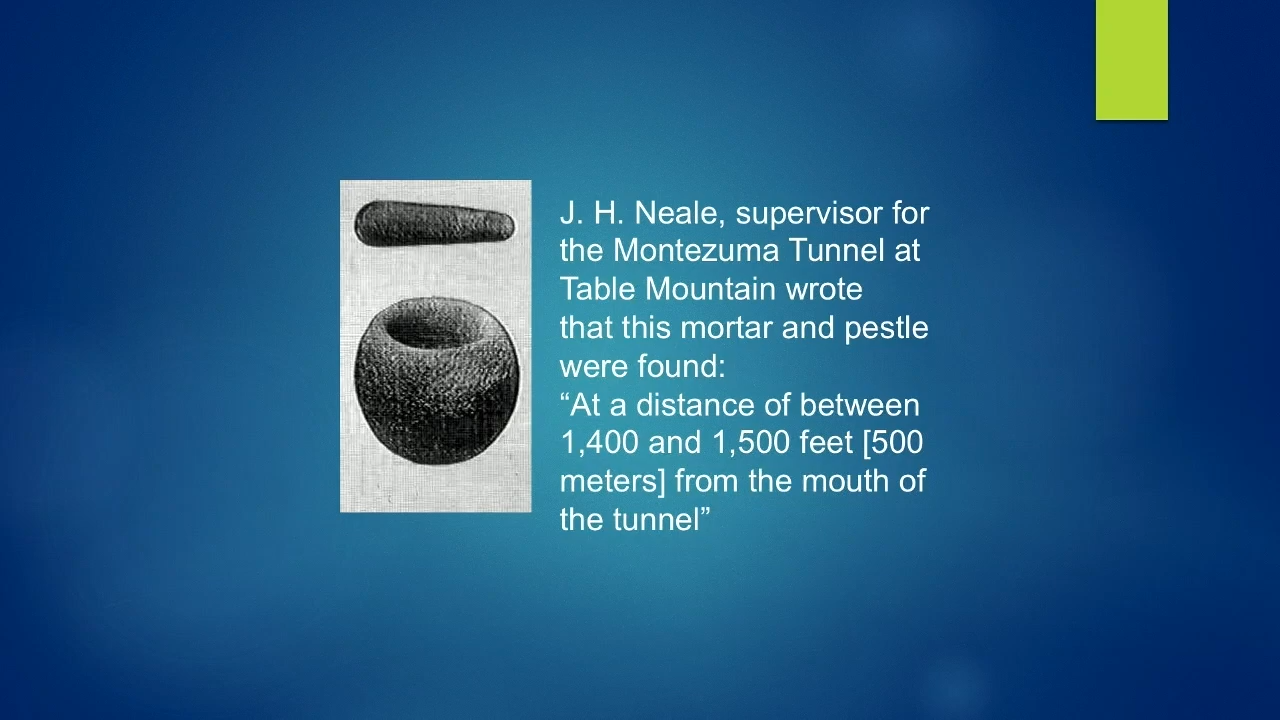 J. H. Neale, supervisor for
the Montezuma Tunnel at
Table Mountain wrote
that this mortar and pestle
were found:
“At a distance of between
1,400 and 1,500 feet [500
meters] from the mouth of
the tunnel”